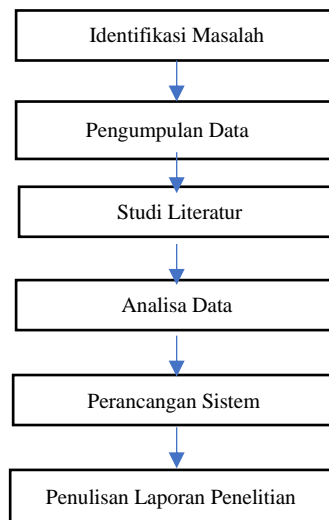 Identifikasi Masalah
Pengumpulan Data
Studi Literatur
Analisa Data
Perancangan Sistem
Penulisan Laporan Penelitian